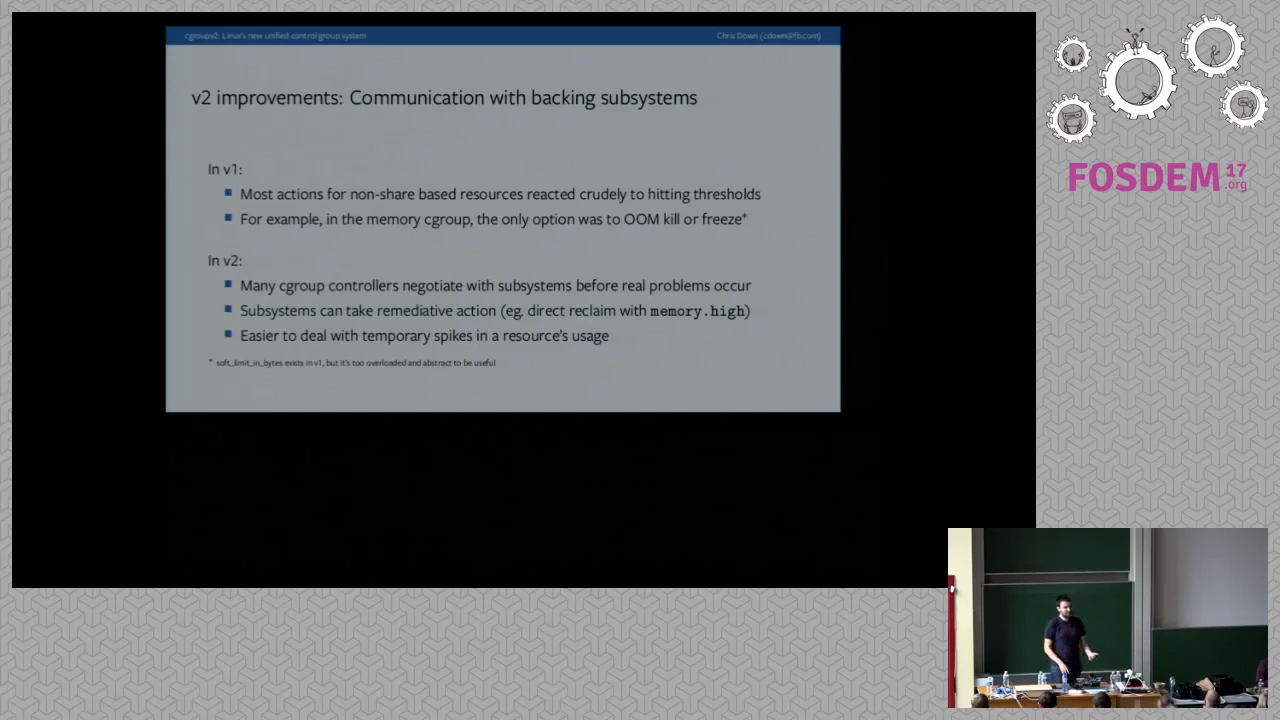 cgroupv2: Linux's new unified control group system
Chris Down (cdown@fb.com)
v2 improvements: Communication with backing subsystems
In v1:
Most actions for non-share based resources reacted crudely to hitting thresholds
For example, in the memory cgroup, the only option was to OOM kill or freeze*
In v2:
Many cgroup controllers negotiate with subsystems before real problems occur
Subsystems can take remediative action (eg. direct reclaim with memory.high)
Easier to deal with temporary spikes in a resource's usage
* soft_limit_in_bytes exists in v1, but it's too overloaded and abstract to be useful
FOSDEM 17
.org